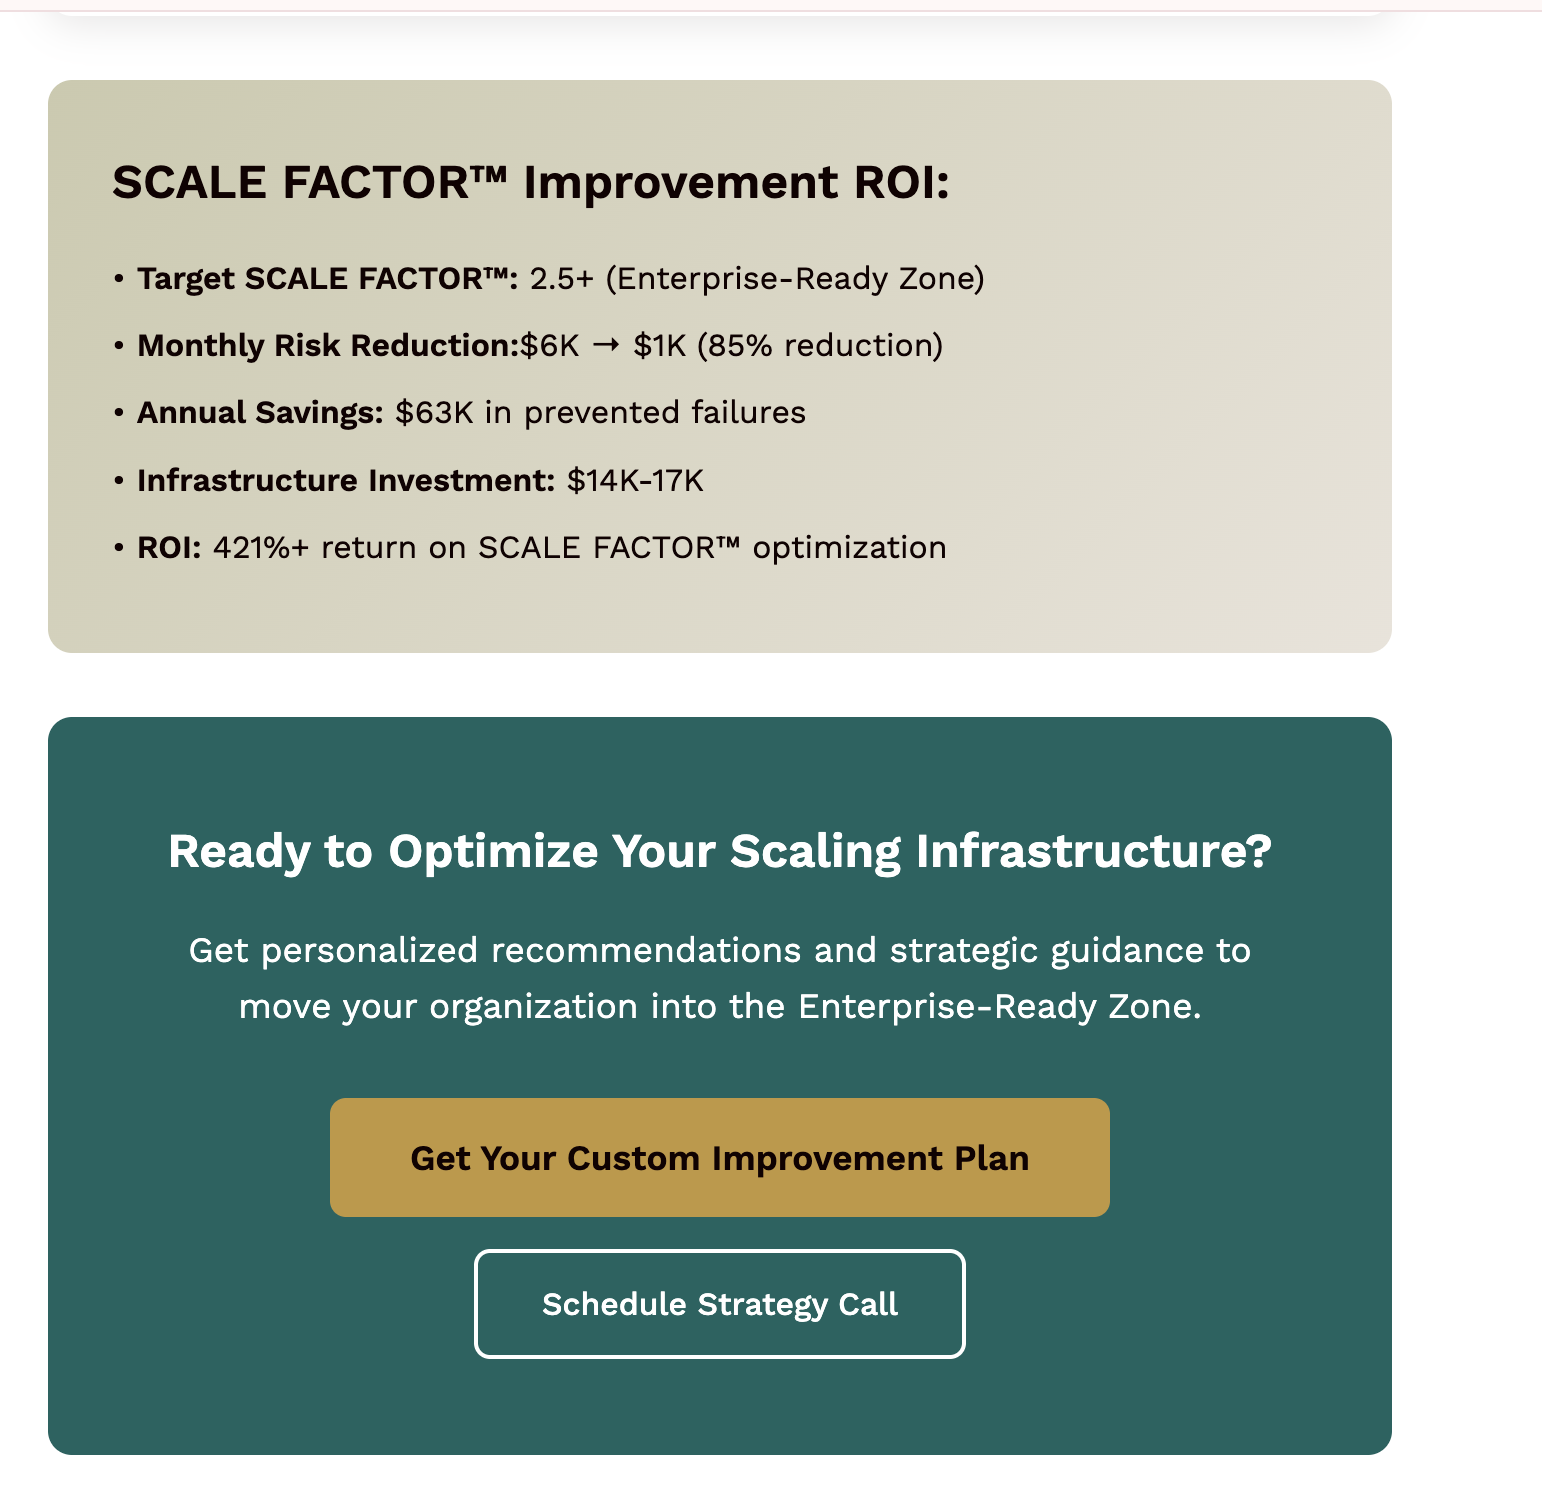 SCALE FACTOR™ Improvement ROI:
• Target SCALE FACTOR™: 2.5+ (Enterprise-Ready Zone)
• Monthly Risk Reduction:$6K → $1K (85% reduction)
• Annual Savings: $63K in prevented failures
• Infrastructure Investment: $14K-17K
• ROI: 421%+ return on SCALE FACTOR™ optimization
Ready to Optimize Your Scaling Infrastructure?
Get personalized recommendations and strategic guidance to
move your organization into the Enterprise-Ready Zone.
Get Your Custom Improvement Plan
Schedule Strategy Call